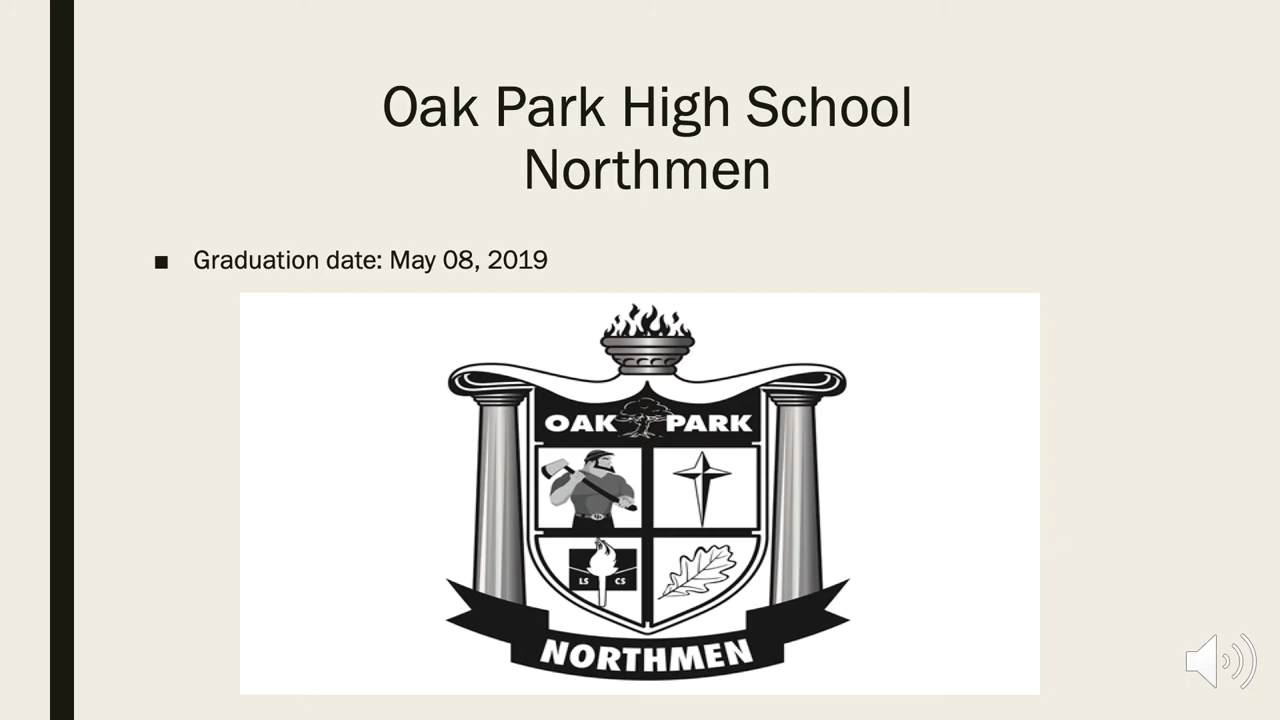 Oak Park High School
Northmen
■ Graduation date: May 08, 2019
OAK PARK
LS CS
NORTHMEN